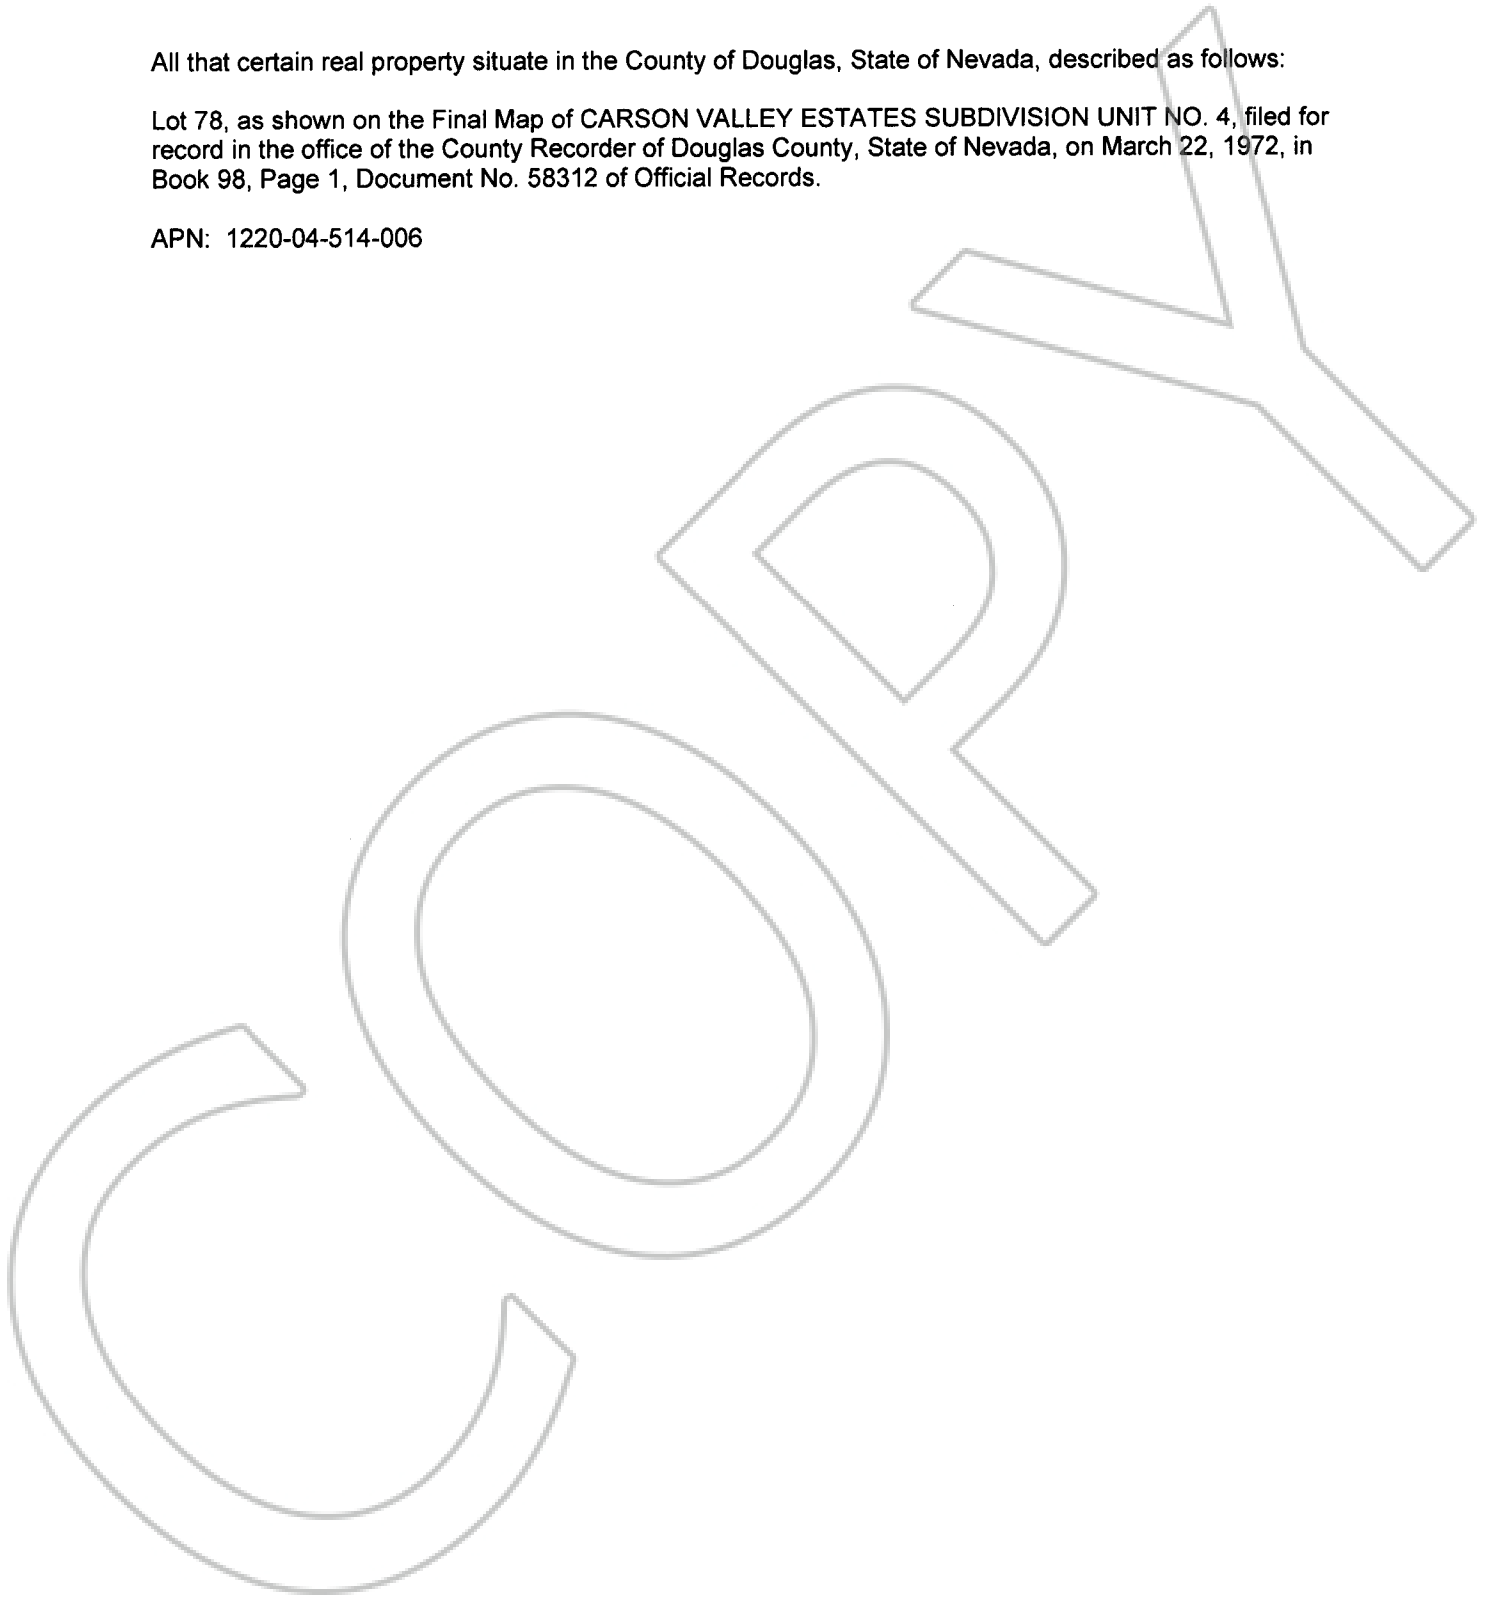 All that certain real property situate in the County of Douglas, State of Nevada, described as follows:
Lot 78, as shown on the Final Map of CARSON VALLEY ESTATES SUBDIVISION UNIT NO. 4, filed for
record in the office of the County Recorder of Douglas County, State of Nevada, on March 22, 1972, in
Book 98, Page 1, Document No. 58312 of Official Records.
APN: 1220-04-514-006
COPY